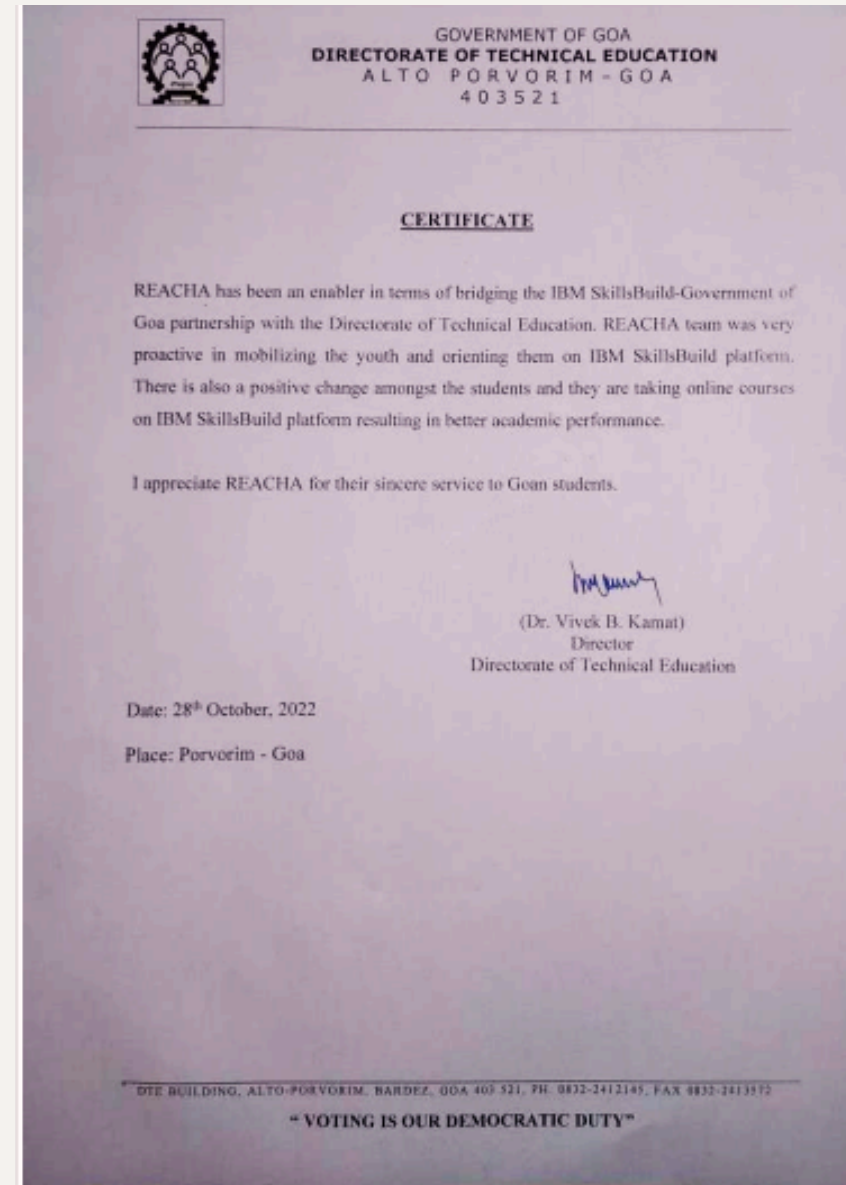 GOVERNMENT OF GOA
DIRECTORATE OF TECHNICAL EDUCATION
ALTO PORVORIM - GOA
403521
CERTIFICATE
REACHA has been an enabler in terms of bridging the IBM SkillsBuild-Government of
Goa partnership with the Directorate of Technical Education. REACHA team was very
proactive in mobilizing the youth and orienting them on IBM SkillsBuild platform.
There is also a positive change amongst the students and they are taking online courses
on IBM SkillsBuild platform resulting in better academic performance.
I appreciate REACHA for their sincere service to Goan students.
(Dr. Vivek B. Kamat)
Director
Directorate of Technical Education
Date: 28th October, 2022
Place: Porvorim - Goa
DTE BUILDING, ALTO-PORVORIM, BARDEZ, GOA 403 521, PH. 0832-2412145, FAX 0832-2413572
" VOTING IS OUR DEMOCRATIC DUTY"